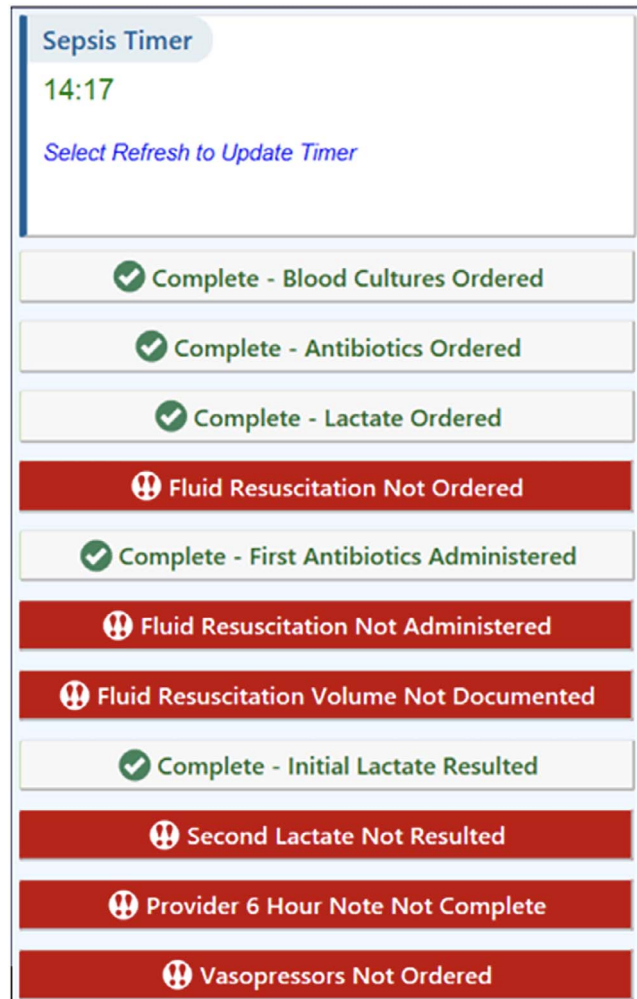 Sepsis Timer
14:17
Select Refresh to Update Timer
Complete - Blood Cultures Ordered
Complete - Antibiotics Ordered
Complete - Lactate Ordered
Fluid Resuscitation Not Ordered
Complete - First Antibiotics Administered
Fluid Resuscitation Not Administered
Fluid Resuscitation Volume Not Documented
Complete - Initial Lactate Resulted
Second Lactate Not Resulted
Provider 6 Hour Note Not Complete
Vasopressors Not Ordered